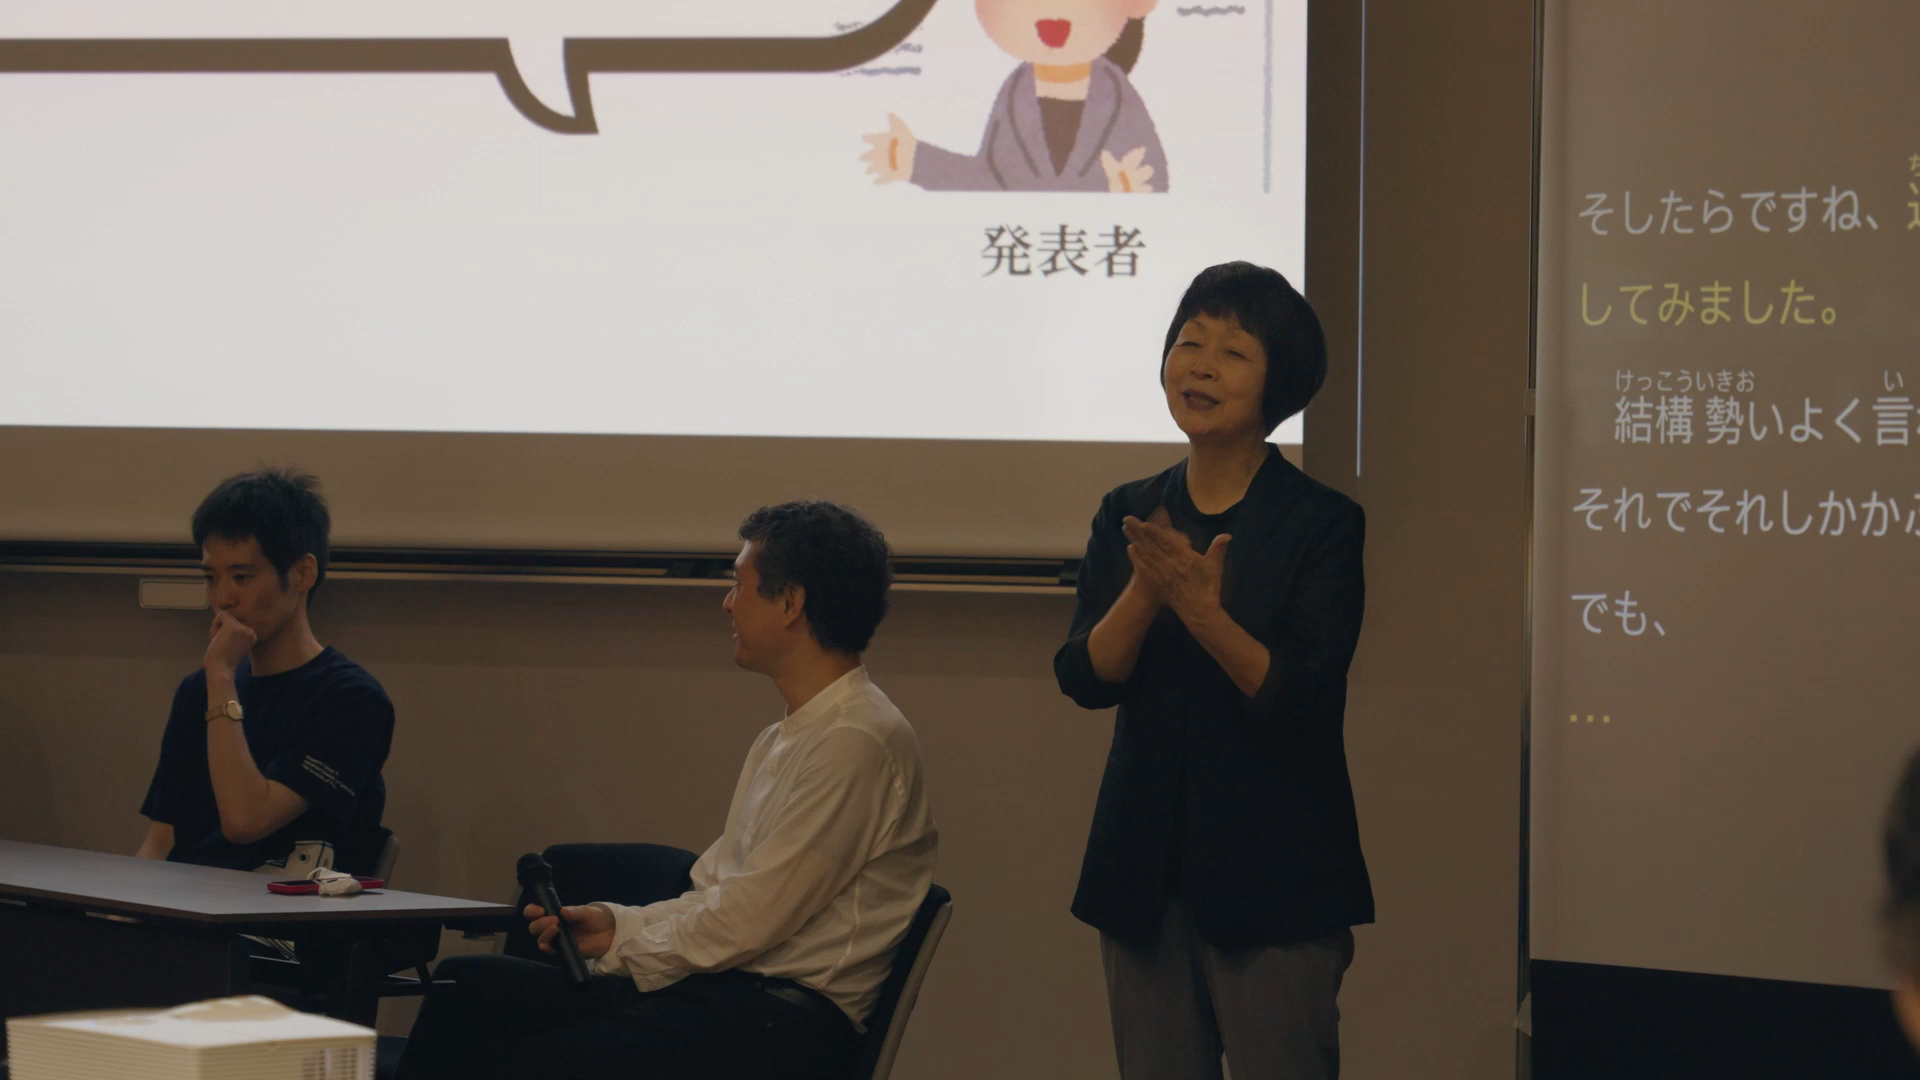 発表者
そしたらですね、
してみました。
けっこういきお い
結構 勢いよく言
それでそれしかか
でも、
...